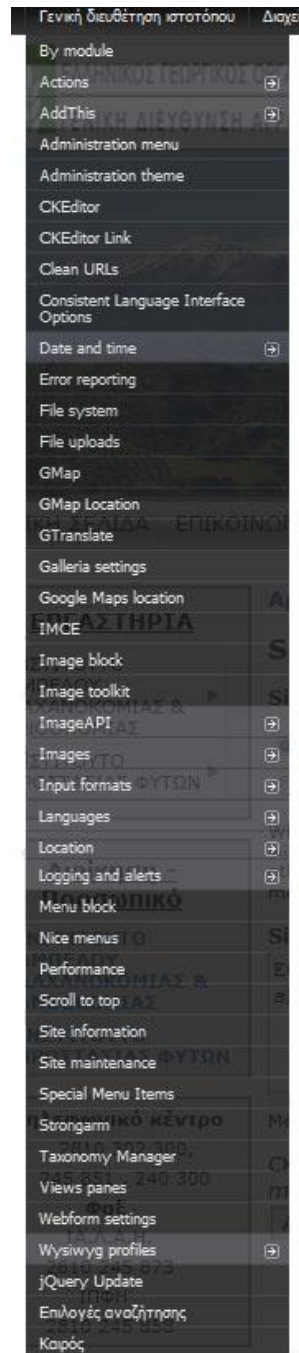 Γενική διευθέτηση ιστοτόπου Διαχε
By module
Actions
AddThis
Administration menu
Administration theme
CKEditor
CKEditor Link
Clean URLs
Consistent Language Interface
Options
Date and time
Error reporting
File system
File uploads
GMap
GMap Location
GTranslate
Galleria settings
Google Maps location
IMCE
Image block
Image toolkit
ImageAPI
Images
Input formats
Languages
Location
Logging and alerts
Menu block
Nice menus
Performance
Scroll to top
Site information
Site maintenance
Special Menu Items
Strongarm
Taxonomy Manager
Views panes
Webform settings
Wysiwyg profiles
jQuery Update
Επιλογές αναζήτησης
Καιρός